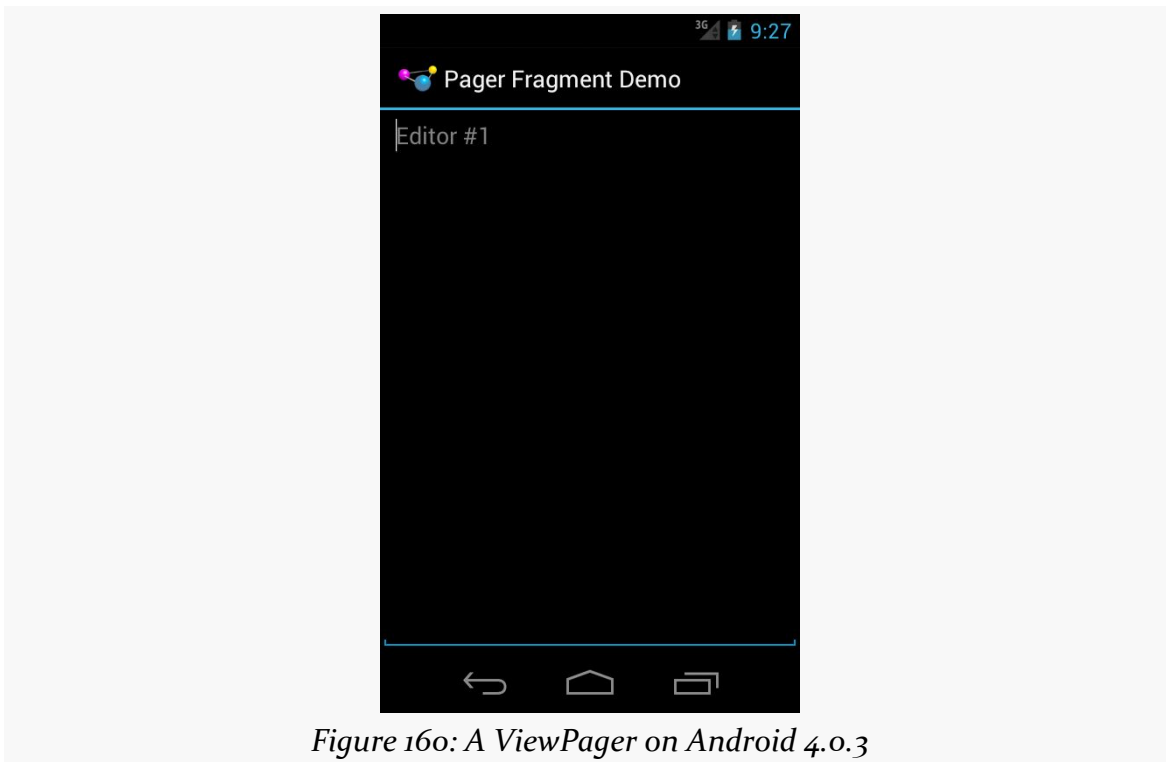 3G 9:27
Pager Fragment Demo
Editor #1
Figure 160: A ViewPager on Android 4.0.3